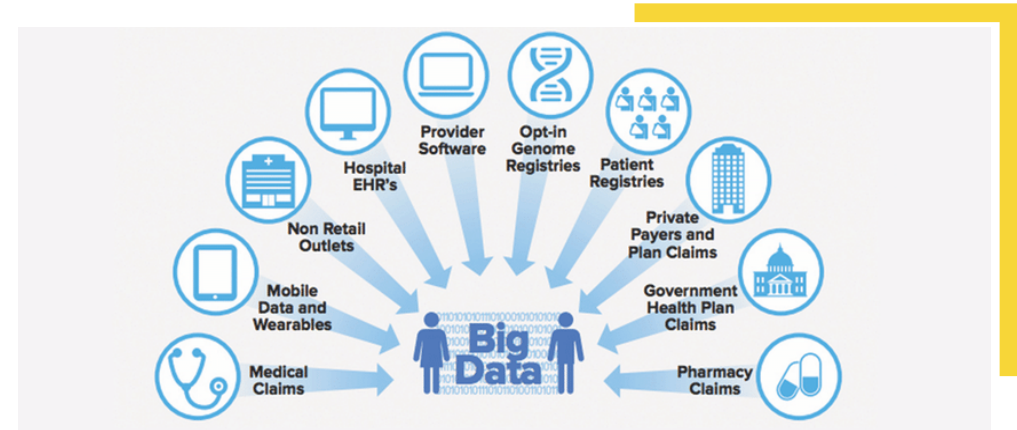 Provider
Software
Opt-in
Genome
Registries
Hospital
EHR's
Patient
Registries
Non Retail
Outlets
Private
Payers and
Plan Claims
Mobile
Data and
Wearables
Government
Health Plan
Claims
Medical
Claims
Big
Data
Pharmacy
Claims